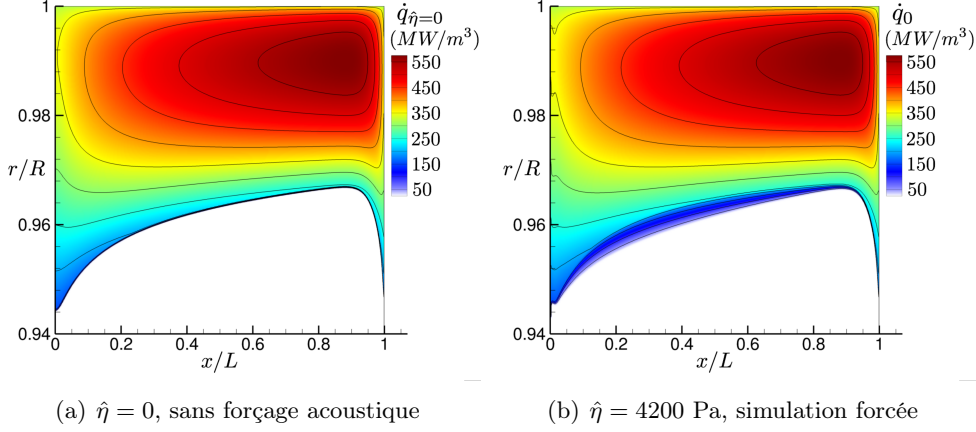 1
0.98
r/R
0.96
0.94
0 0.2 0.4 0.6 0.8 1
x/L
q̇_{η̂=0}
(MW/m³)
550
450
350
250
150
50
(a) η̂ = 0, sans forçage acoustique
1
0.98
r/R
0.96
0.94
0 0.2 0.4 0.6 0.8 1
x/L
q̇₀
(MW/m³)
550
450
350
250
150
50
(b) η̂ = 4200 Pa, simulation forcée